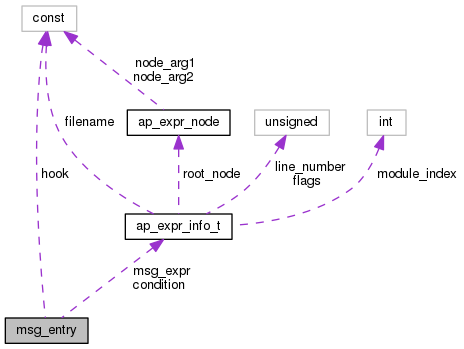 const
node_arg1
node_arg2
filename
ap_expr_node
unsigned
int
hook
root_node
line_number
flags
module_index
ap_expr_info_t
msg_expr
condition
msg_entry